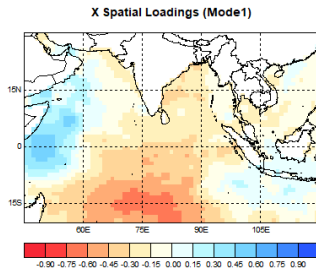 X Spatial Loadings (Mode1)
15N
0
15S
60E 75E 90E 105E
-0.90 -0.75 -0.60 -0.45 -0.30 -0.15 0.00 0.15 0.30 0.45 0.60 0.75 0.90